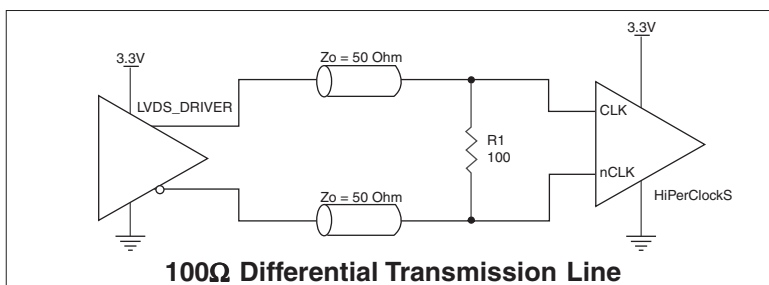 3.3V
Zo = 50 Ohm
3.3V
LVDS_DRIVER
CLK
R1
100
nCLK
Zo = 50 Ohm
HiPerClockS
100Ω Differential Transmission Line